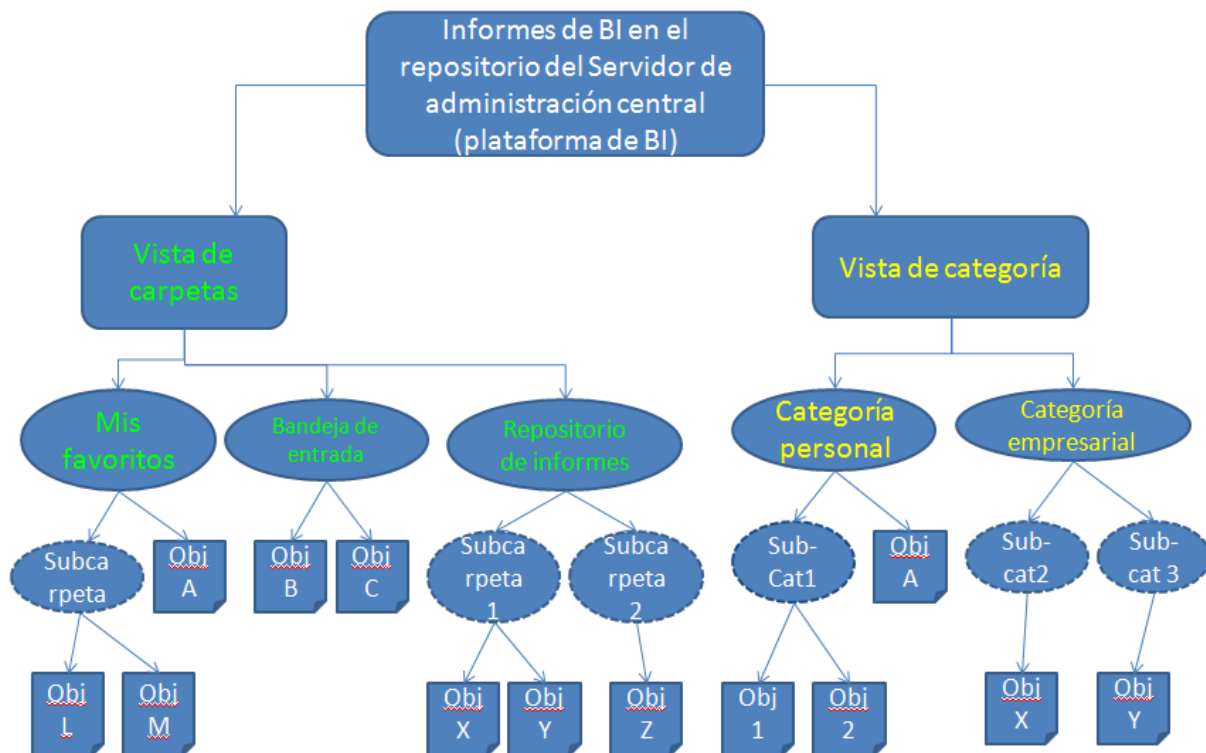 Informes de BI en el
repositorio del Servidor de
administración central
(plataforma de BI)
Vista de
carpetas
Vista de categoría
Mis
favoritos
Bandeja de
entrada
Repositorio
de informes
Categoría
personal
Categoría
empresarial
Subca
rpeta
Obj
A
Obj
B
Obj
C
Subca
rpeta
1
Subca
rpeta
2
Sub-
Cat1
Obj
A
Sub-
cat2
Sub-
cat 3
Obj
L
Obj
M
Obj
X
Obj
Y
Obj
Z
Obj
1
Obj
2
Obj
X
Obj
Y